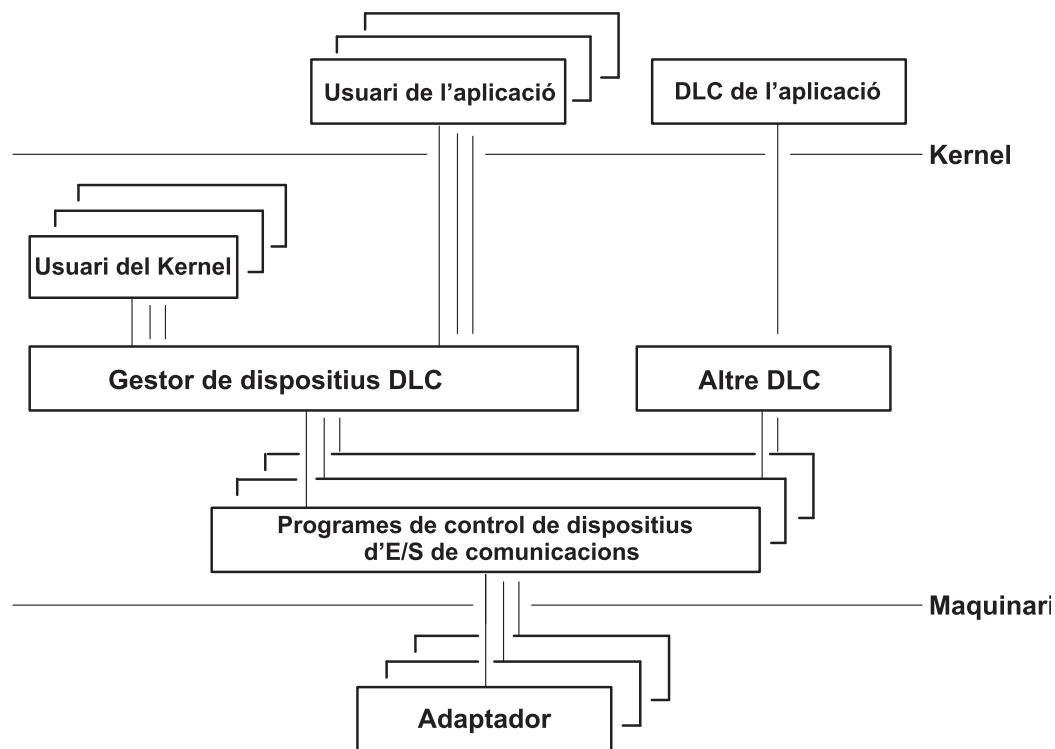 Usuari de l’aplicació
DLC de l’aplicació
Kernel
Usuari del Kernel
Gestor de dispositius DLC
Altre DLC
Programes de control de dispositius
d’E/S de comunicacions
Maquinari
Adaptador